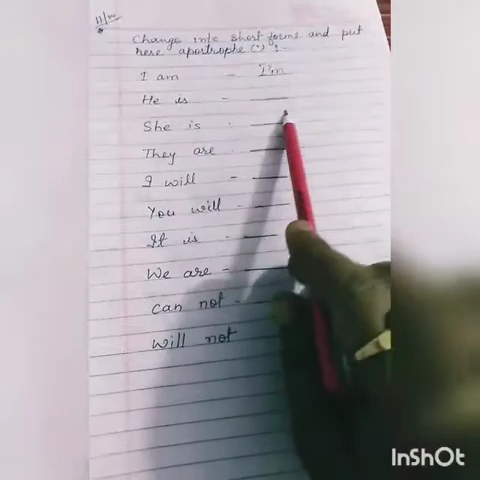 H/W
Change into short forms and put
here apostrophe (') :-
I am - I'm
He is -
She is -
They are -
I will -
You will -
It is -
We are -
can not -
will not
InShOt